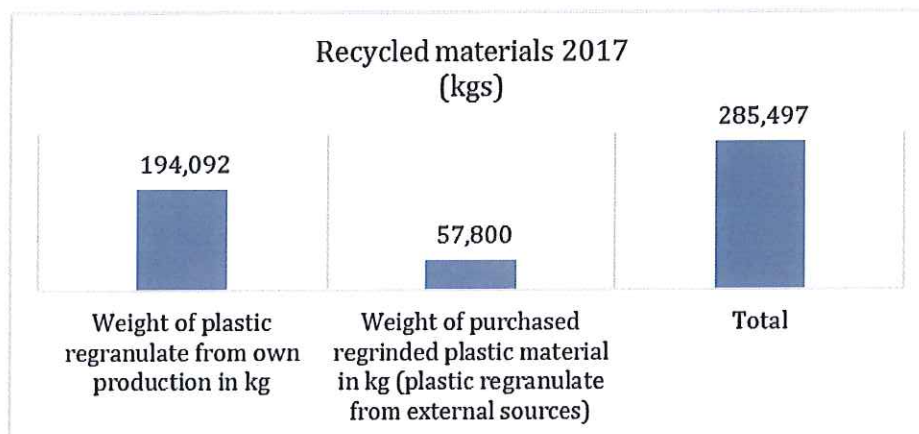 Recycled materials 2017
(kgs)
194,092
57,800
285,497
Weight of plastic
regranulate from own
production in kg
Weight of purchased
regrinded plastic material
in kg (plastic regranulate
from external sources)
Total